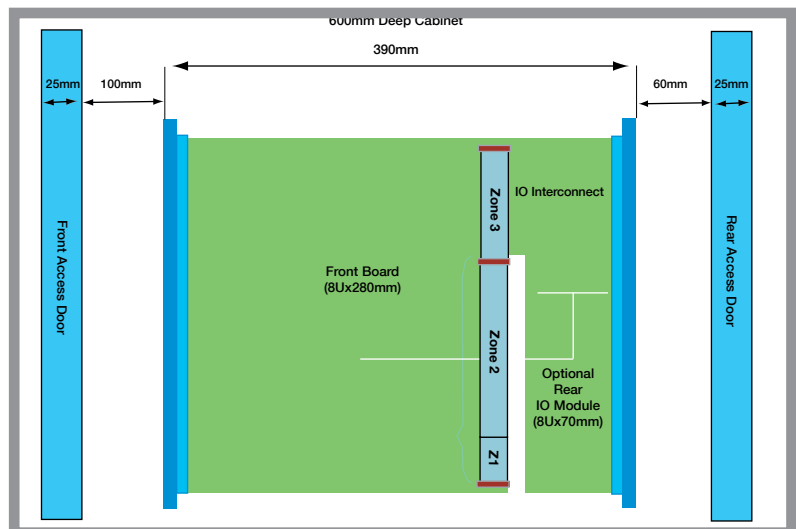 600mm Deep Cabinet
390mm
25mm
100mm
60mm
25mm
Front Access Door
Front Board
(8Ux280mm)
Zone 3
Zone 2
Z1
IO Interconnect
Optional
Rear
IO Module
(8Ux70mm)
Rear Access Door